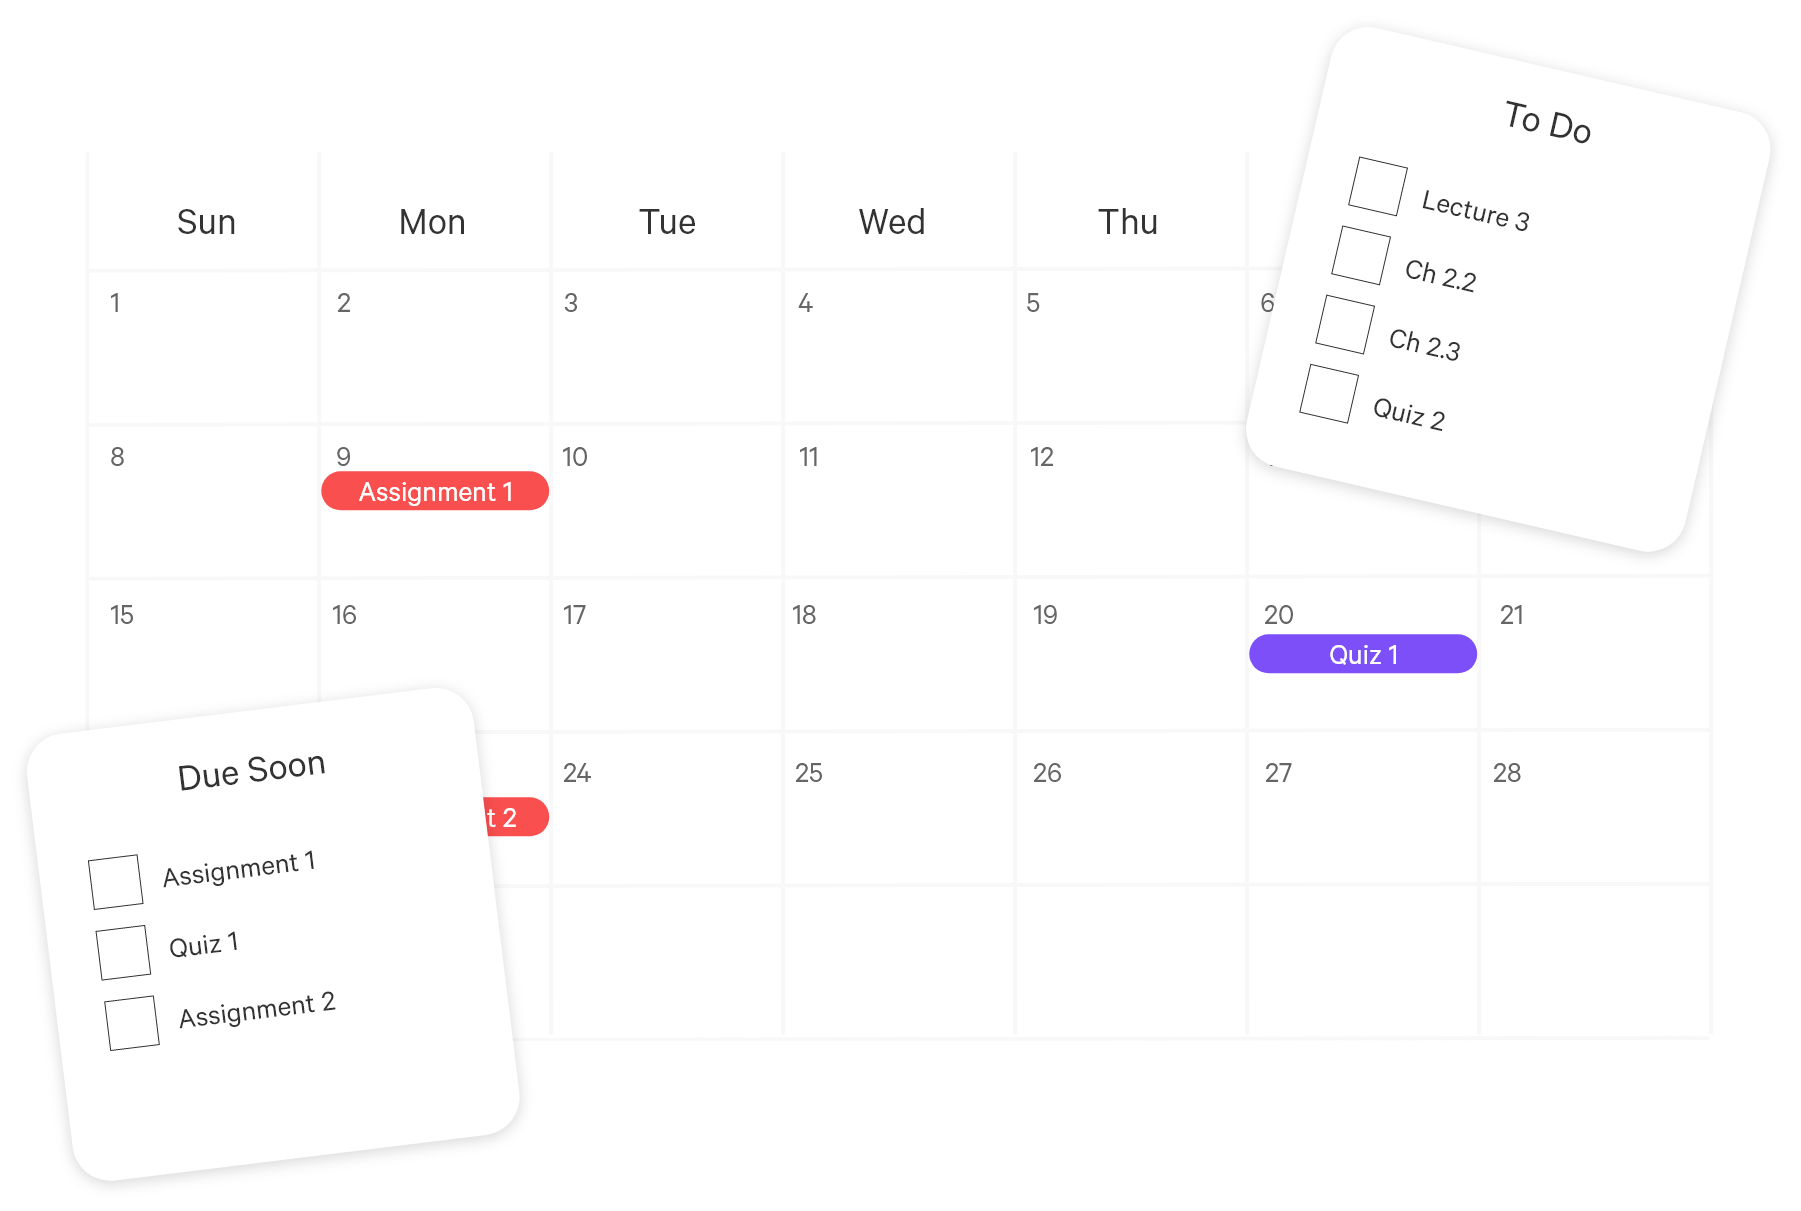 To Do
Lecture 3
Ch 2.2
Ch 2.3
Quiz 2
Sun Mon Tue Wed Thu
1 2 3 4 5 6
8 9 10 11 12
Assignment 1
15 16 17 18 19 20 21
Quiz 1
24 25 26 27 28
t 2
Due Soon
Assignment 1
Quiz 1
Assignment 2